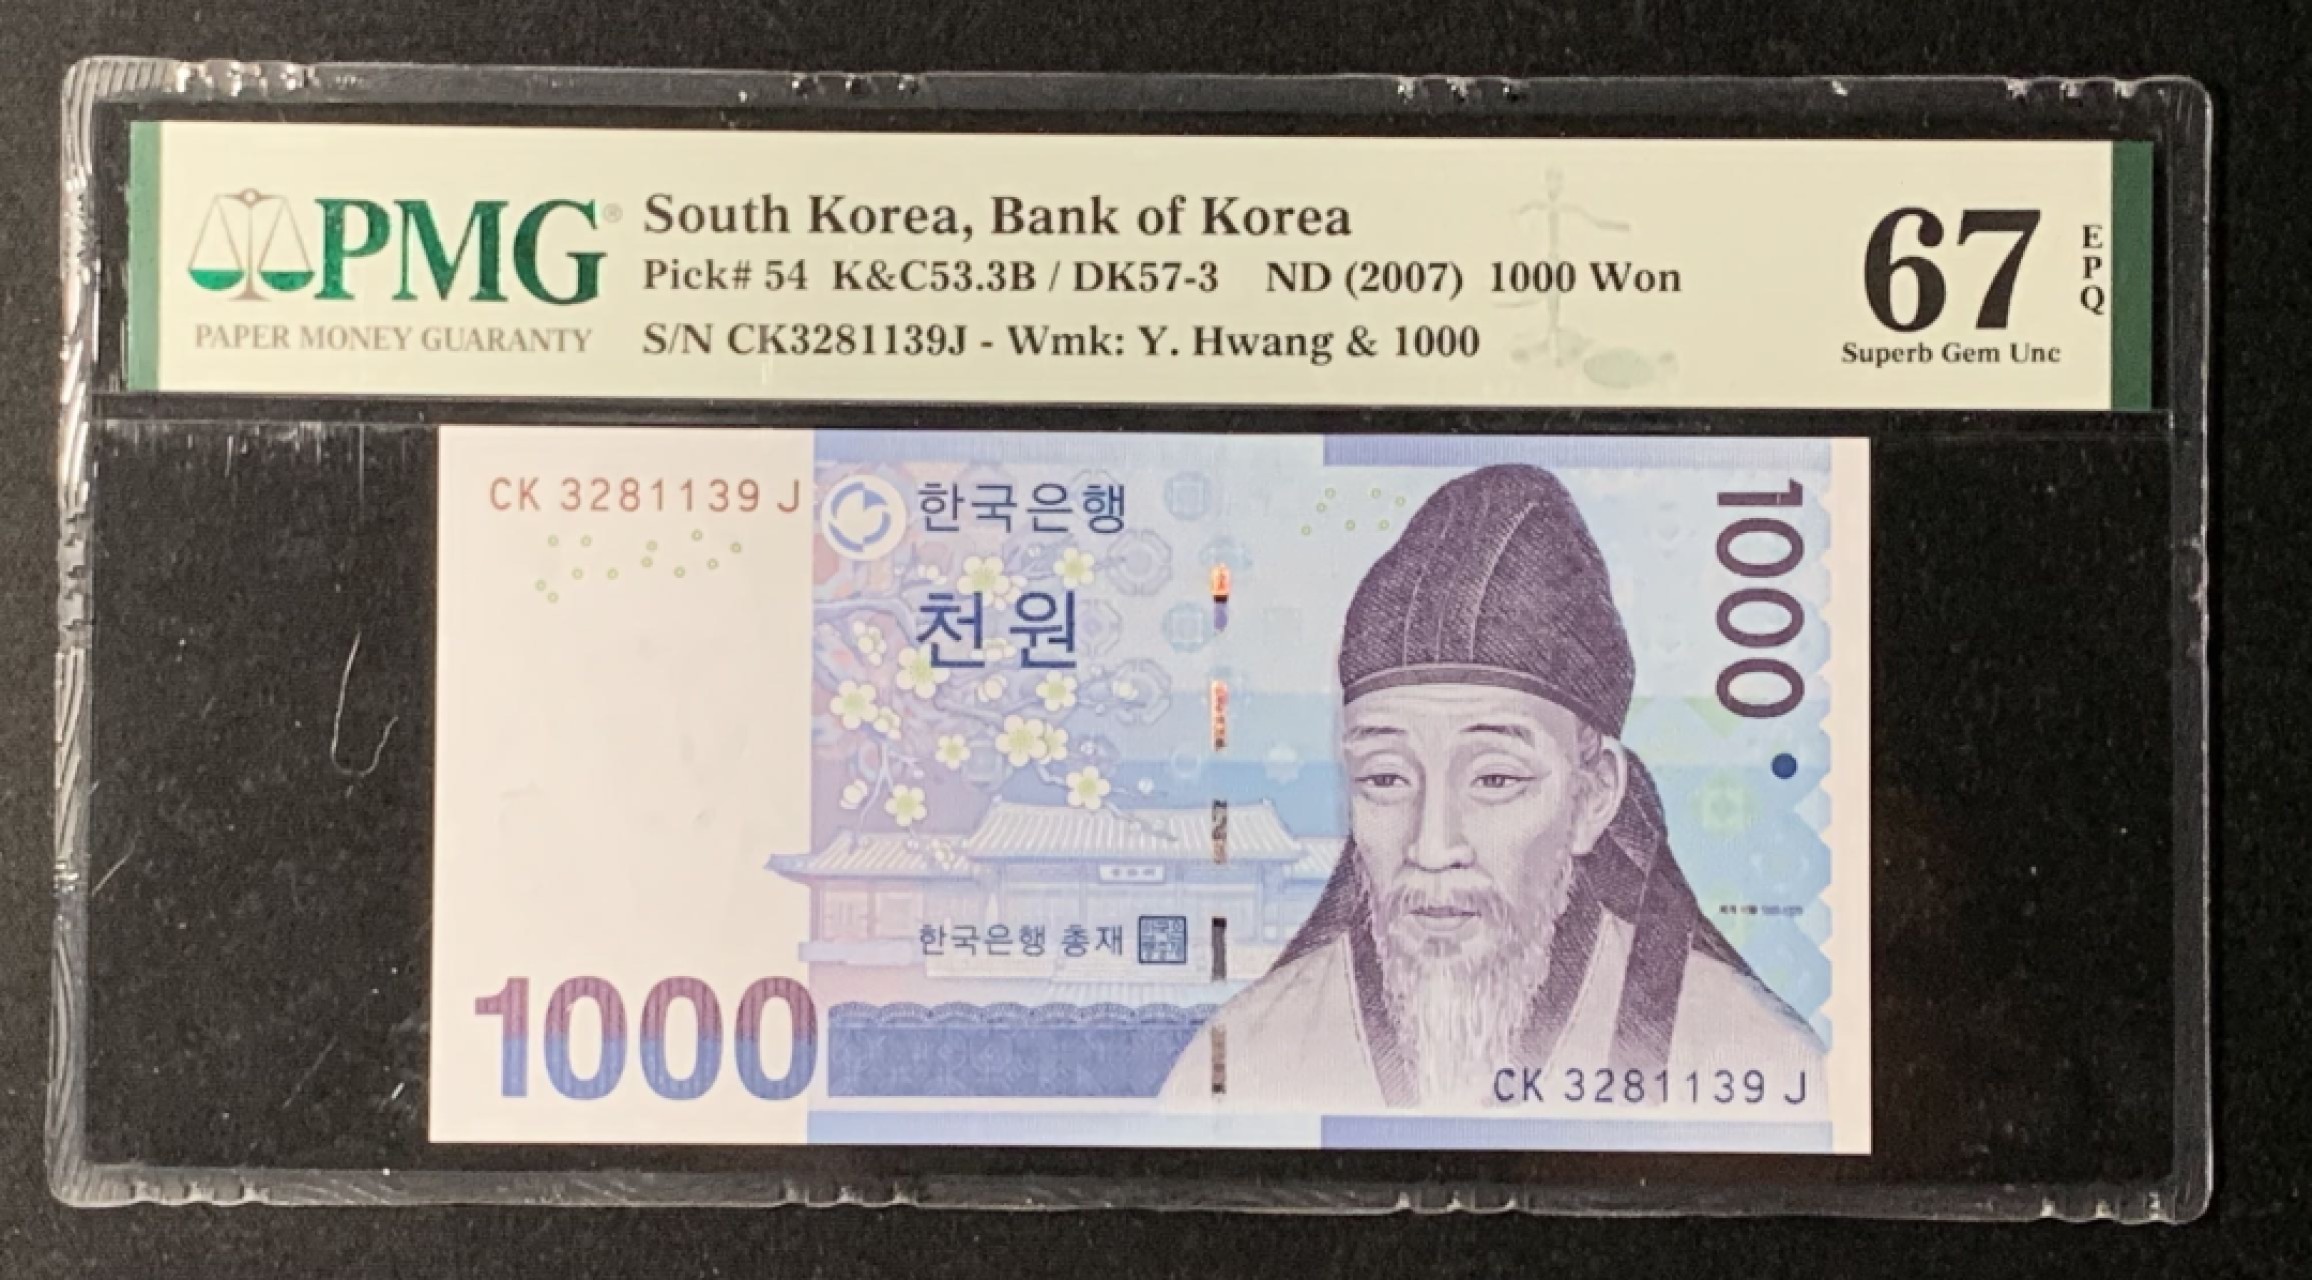 PMG®
PAPER MONEY GUARANTY
South Korea, Bank of Korea
Pick# 54 K&C53.3B / DK57-3 ND (2007) 1000 Won
S/N CK3281139J - Wmk: Y. Hwang & 1000
67
EPQ
Superb Gem Unc
CK 3281139 J
한국은행
천 원
1000
한국은행 총재
1000
CK 3281139 J